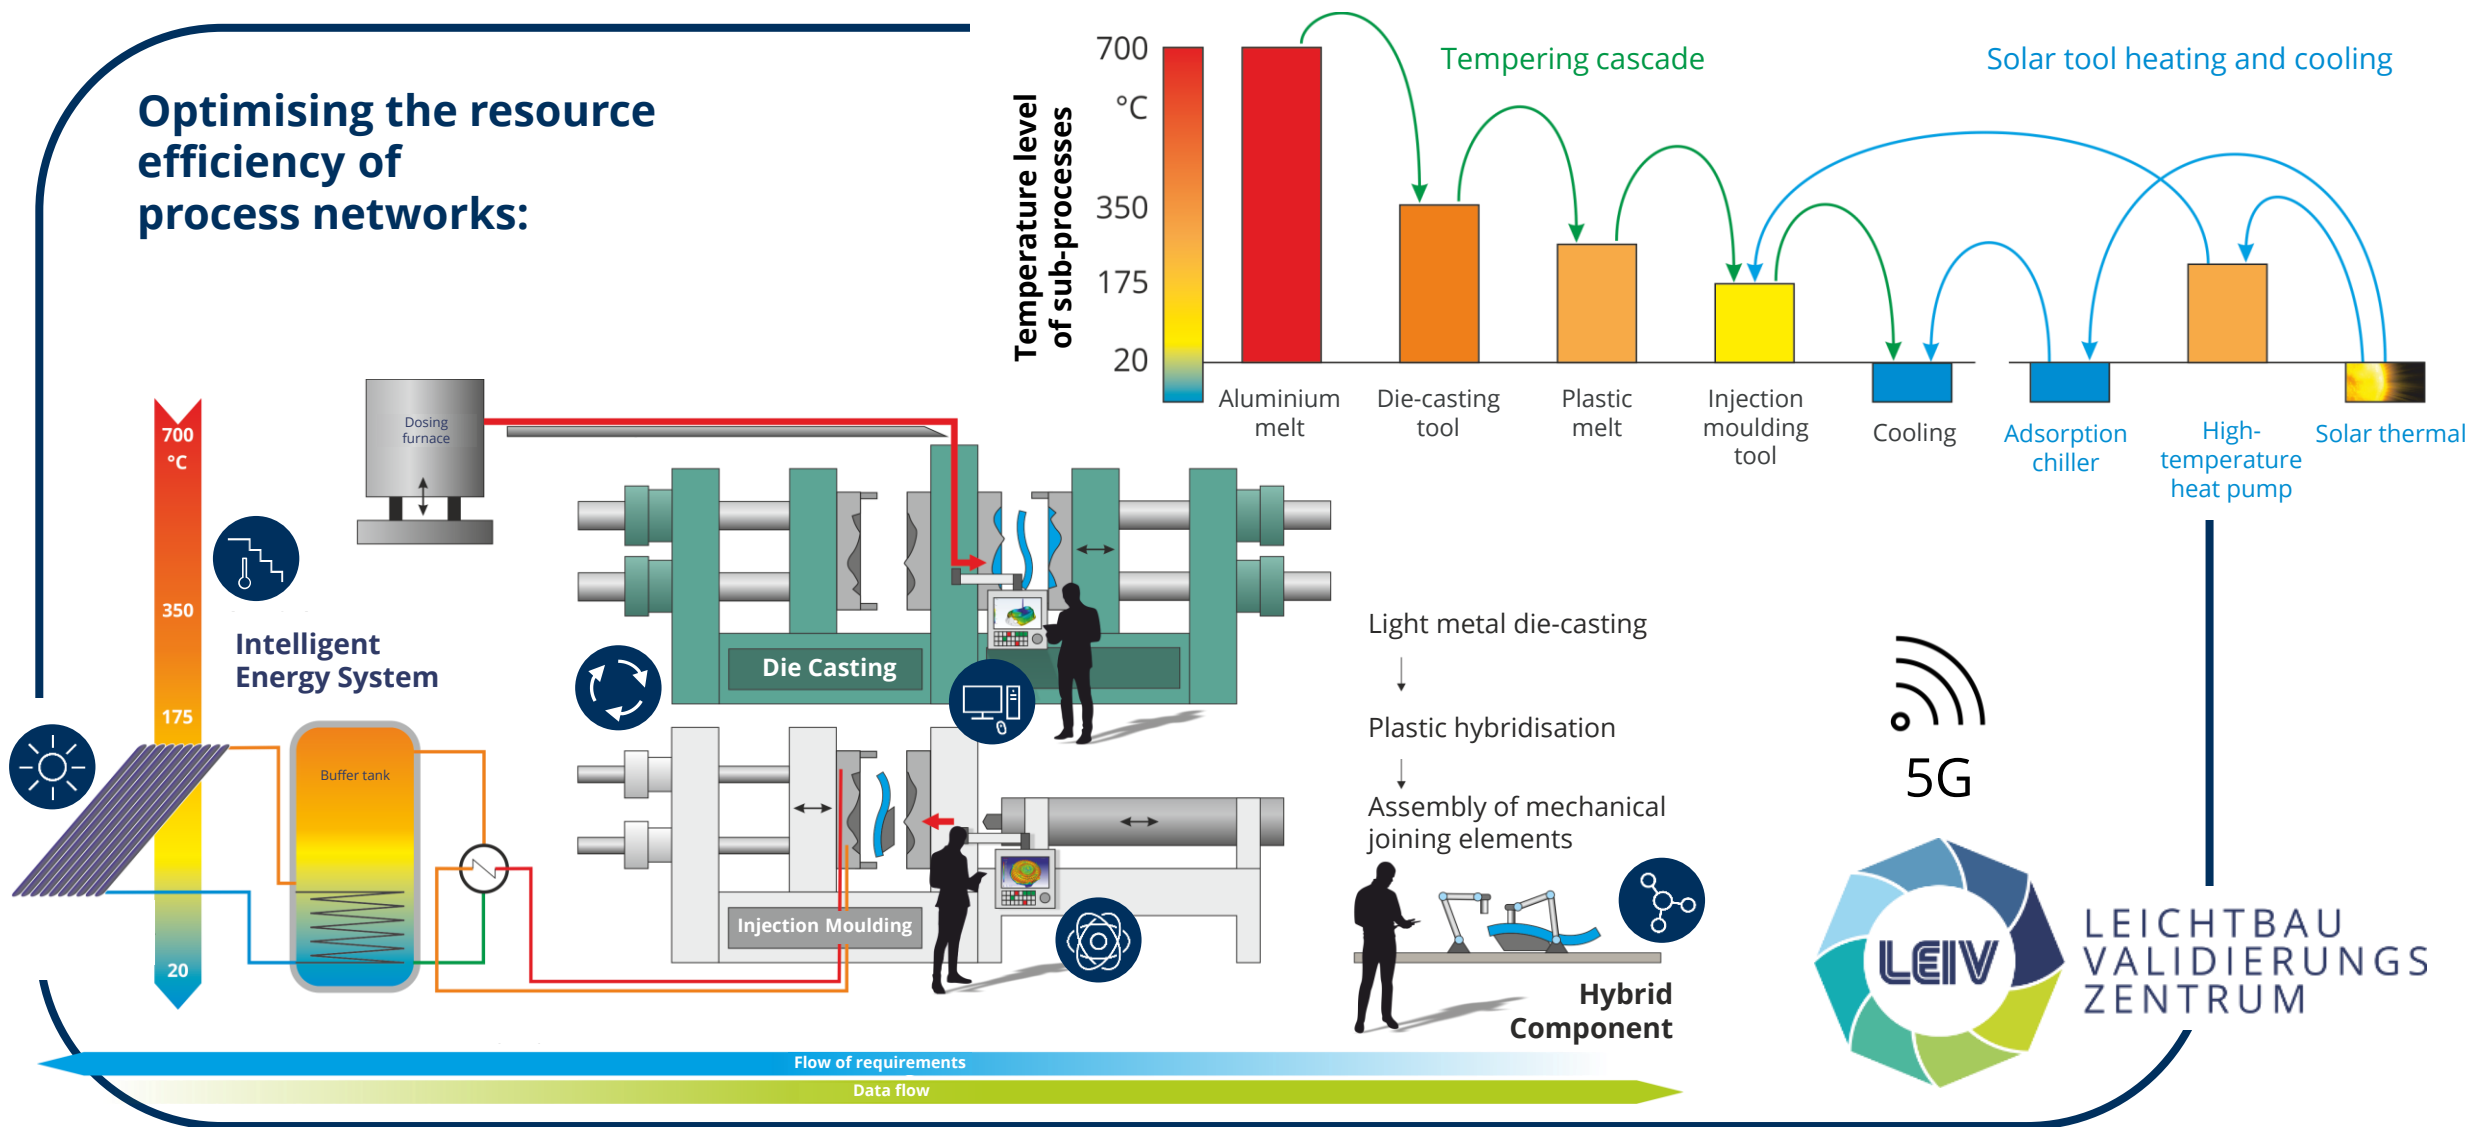 Optimising the resource
efficiency of
process networks:
Temperature level
of sub-processes
700
°C
350
175
20
Tempering cascade
Solar tool heating and cooling
Aluminium
melt
Die-casting
tool
Plastic
melt
Injection
moulding
tool
Cooling
Adsorption
chiller
High-
temperature
heat pump
Solar thermal
700
°C
350
175
20
Dosing
furnace
Intelligent
Energy System
Buffer tank
Die Casting
Injection Moulding
Light metal die-casting
Plastic hybridisation
Assembly of mechanical
joining elements
Hybrid
Component
5G
LEIV
LEICHTBAU
VALIDIERUNGS
ZENTRUM
Flow of requirements
Data flow